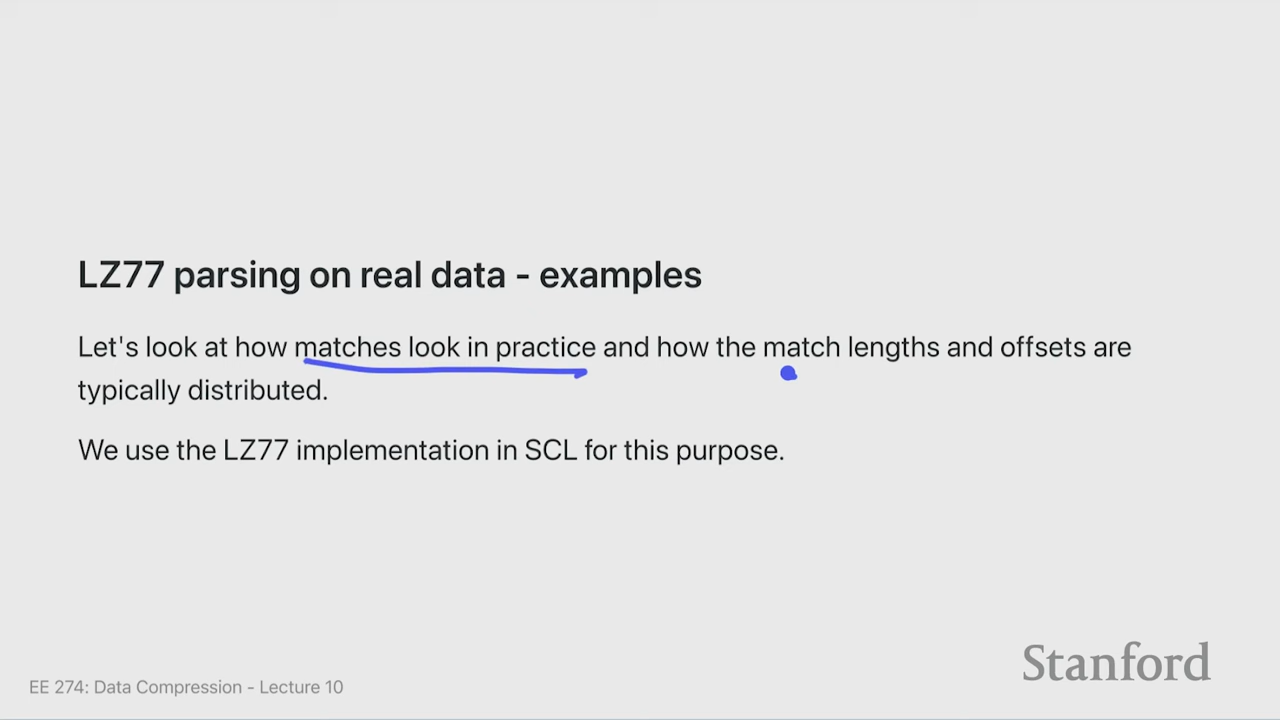 LZ77 parsing on real data - examples
Let's look at how matches look in practice and how the match lengths and offsets are
typically distributed.
We use the LZ77 implementation in SCL for this purpose.
Stanford
EE 274: Data Compression - Lecture 10